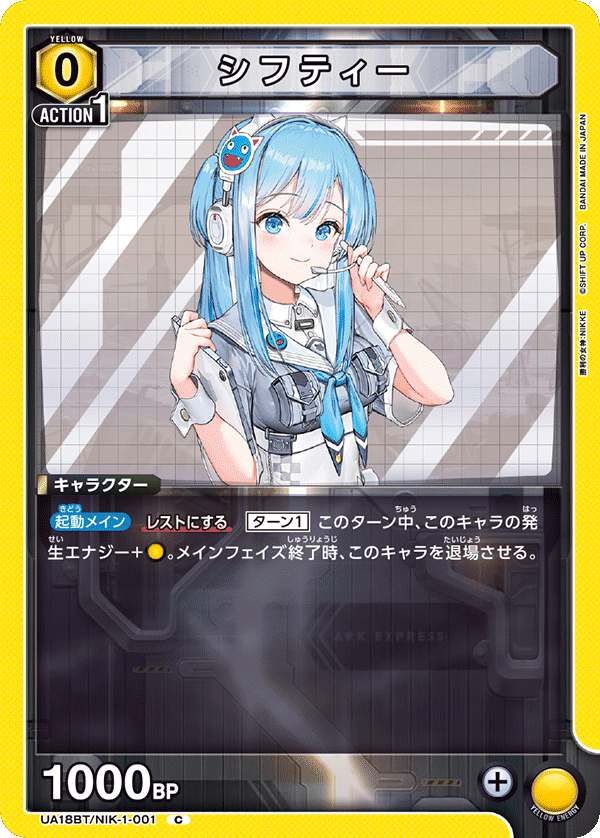 YELLOW
0
シフティー
ACTION 1
BANDAI MADE IN JAPAN
©SHIFT UP CORP.
勝利の女神:NIKKE
キャラクター
起動メイン レストにする ターン1 このターン中、このキャラの発
生エナジー+。メインフェイズ終了時、このキャラを退場させる。
ARK EXPRESS
1000BP
+
YELLOW ENERGY
UA18BT/NIK-1-001 C